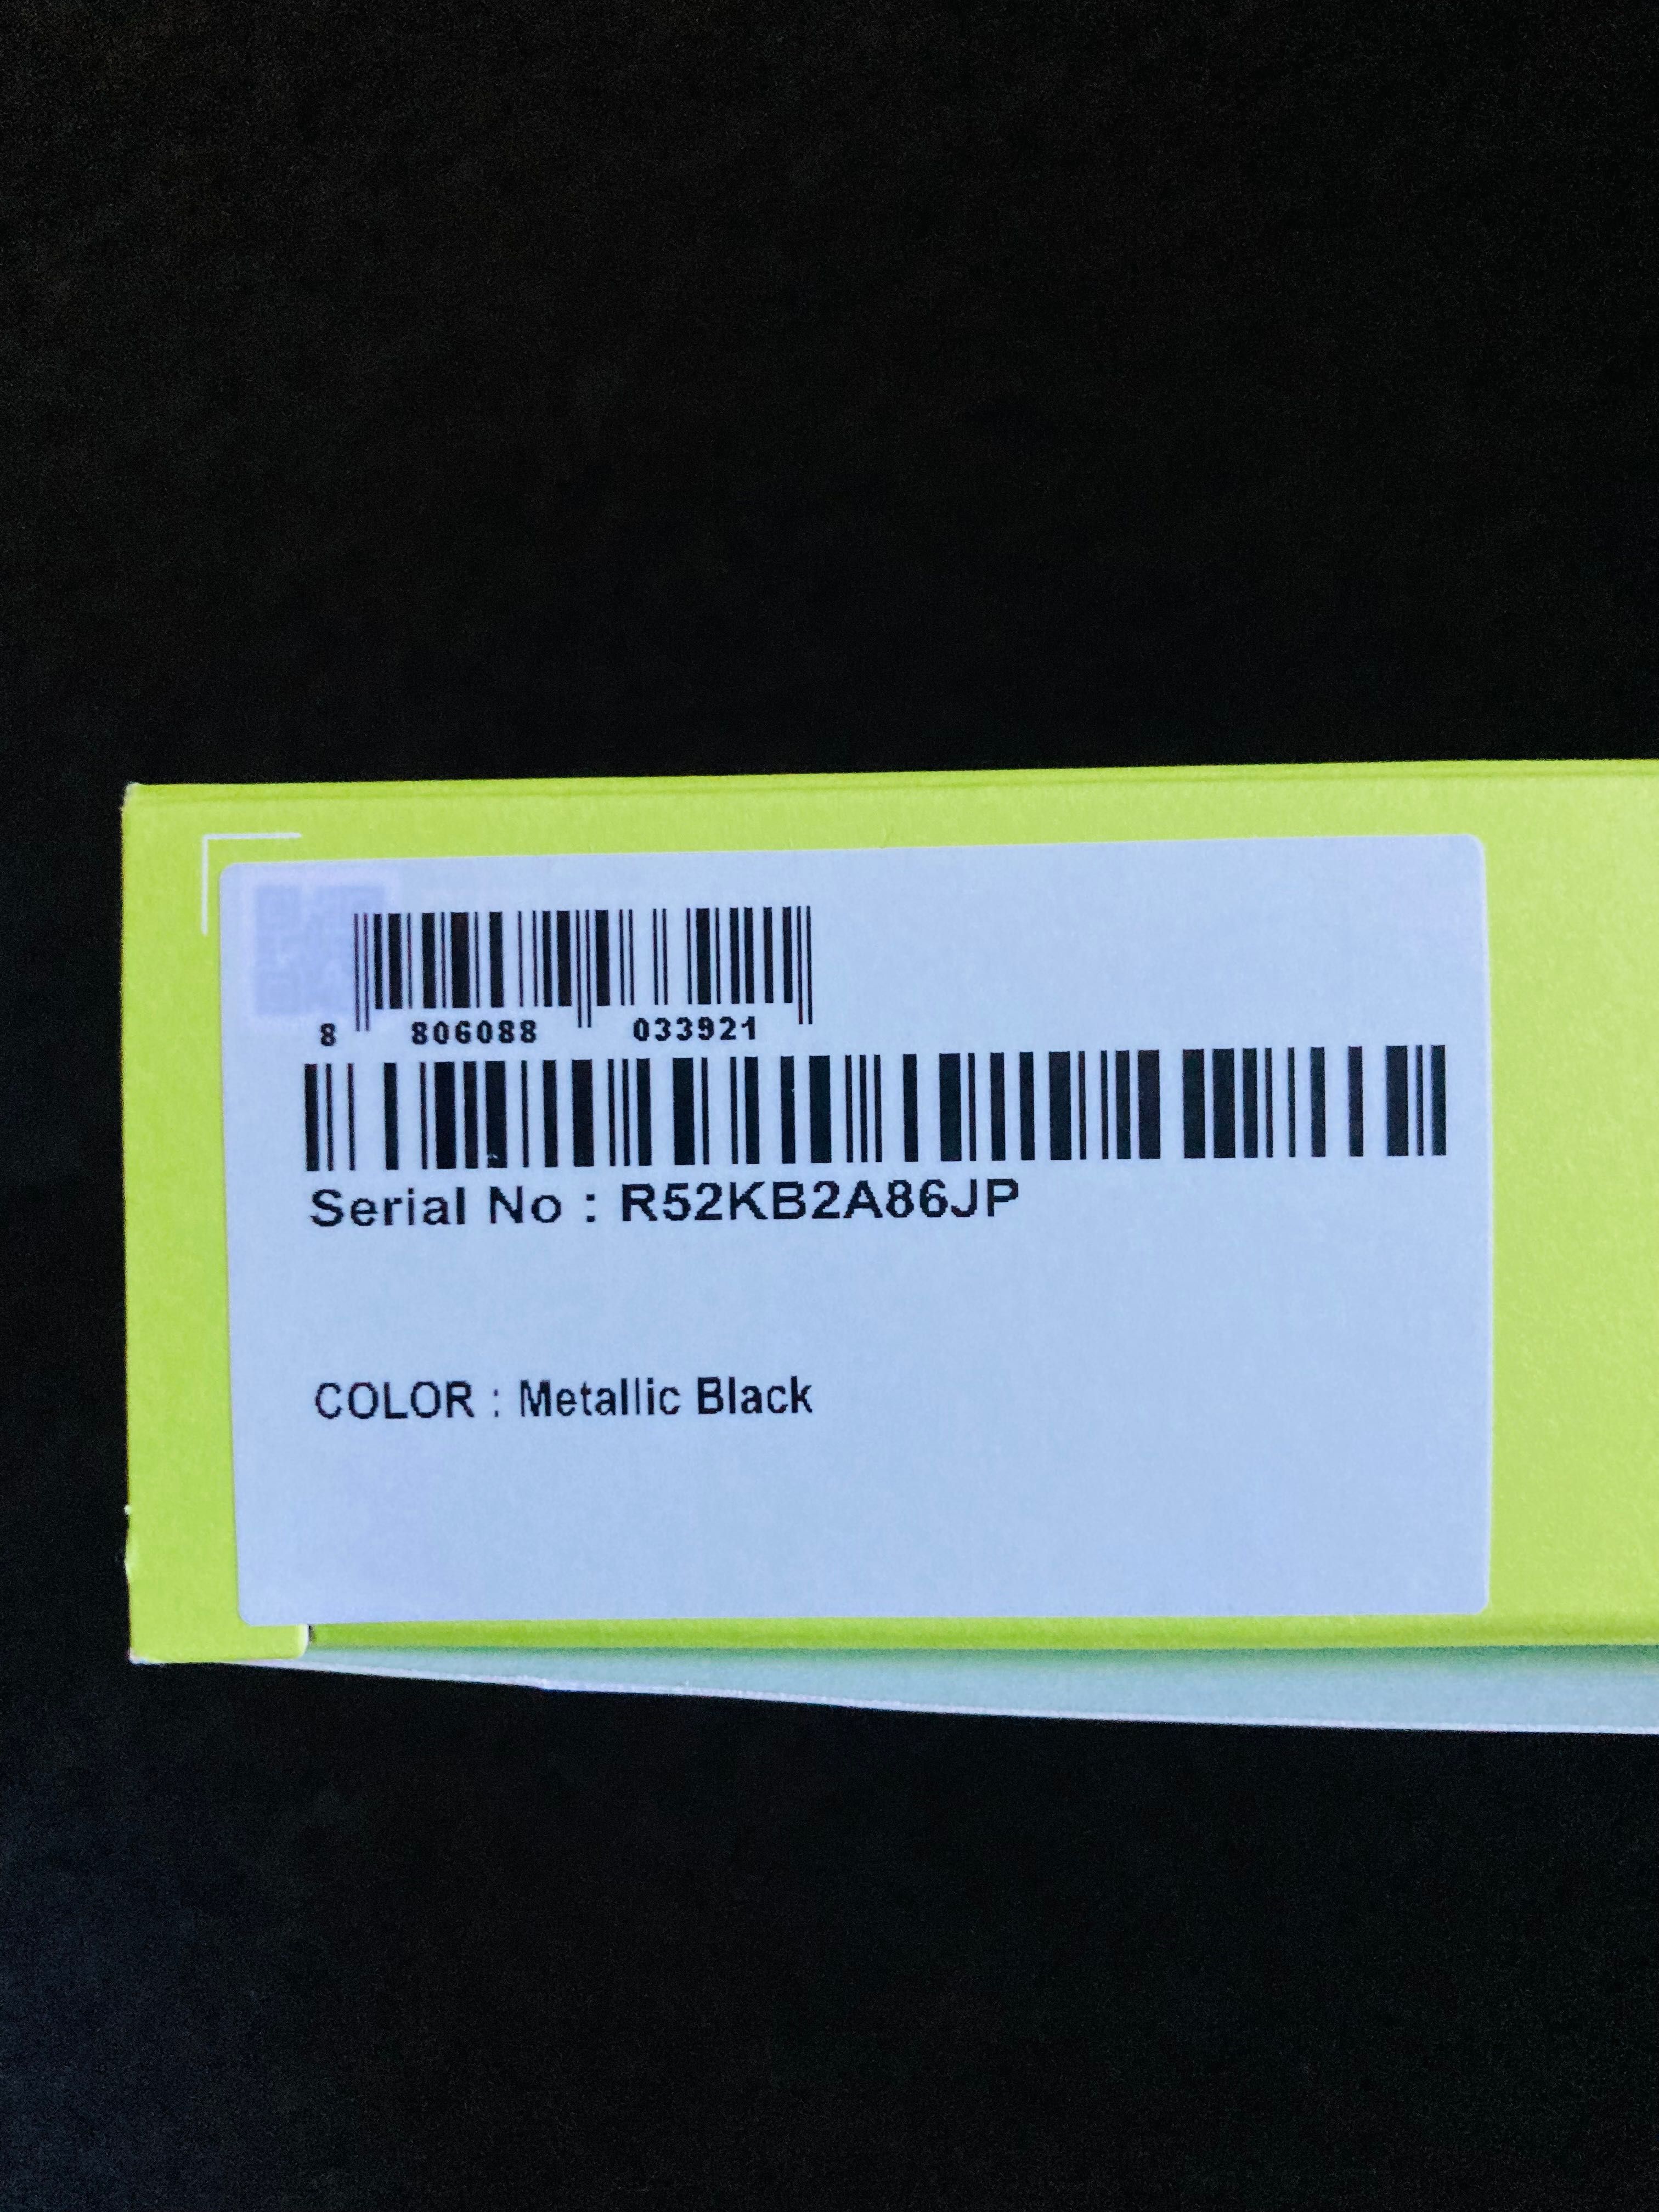 8 806088 033921
Serial No : R52KB2A86JP
COLOR : Metallic Black